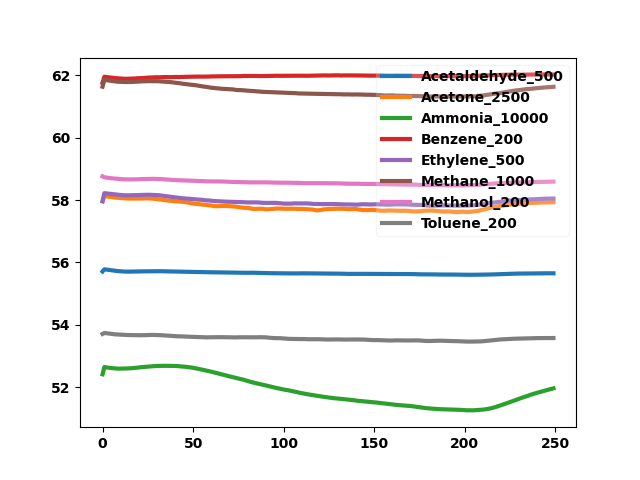 62
60
58
56
54
52
0
50
100
150
200
250
Acetaldehyde_500
Acetone_2500
Ammonia_10000
Benzene_200
Ethylene_500
Methane_1000
Methanol_200
Toluene_200